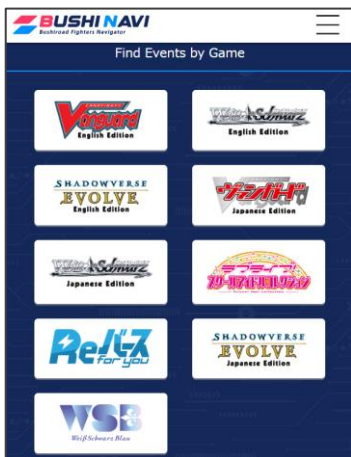 BUSHI NAVI
Bushiroad Fighters Navigator
Find Events by Game
CARDFIGHT!!
Vanguard
English Edition
Weiß Schwarz
English Edition
SHADOWVERSE
EVOLVE
English Edition
ヴァンガード
Japanese Edition
Weiß Schwarz
Japanese Edition
ラブライブ!
スクールアイドルコレクション
Reバース
for you
SHADOWVERSE
EVOLVE
Japanese Edition
WSB
Weiß Schwarz Blau